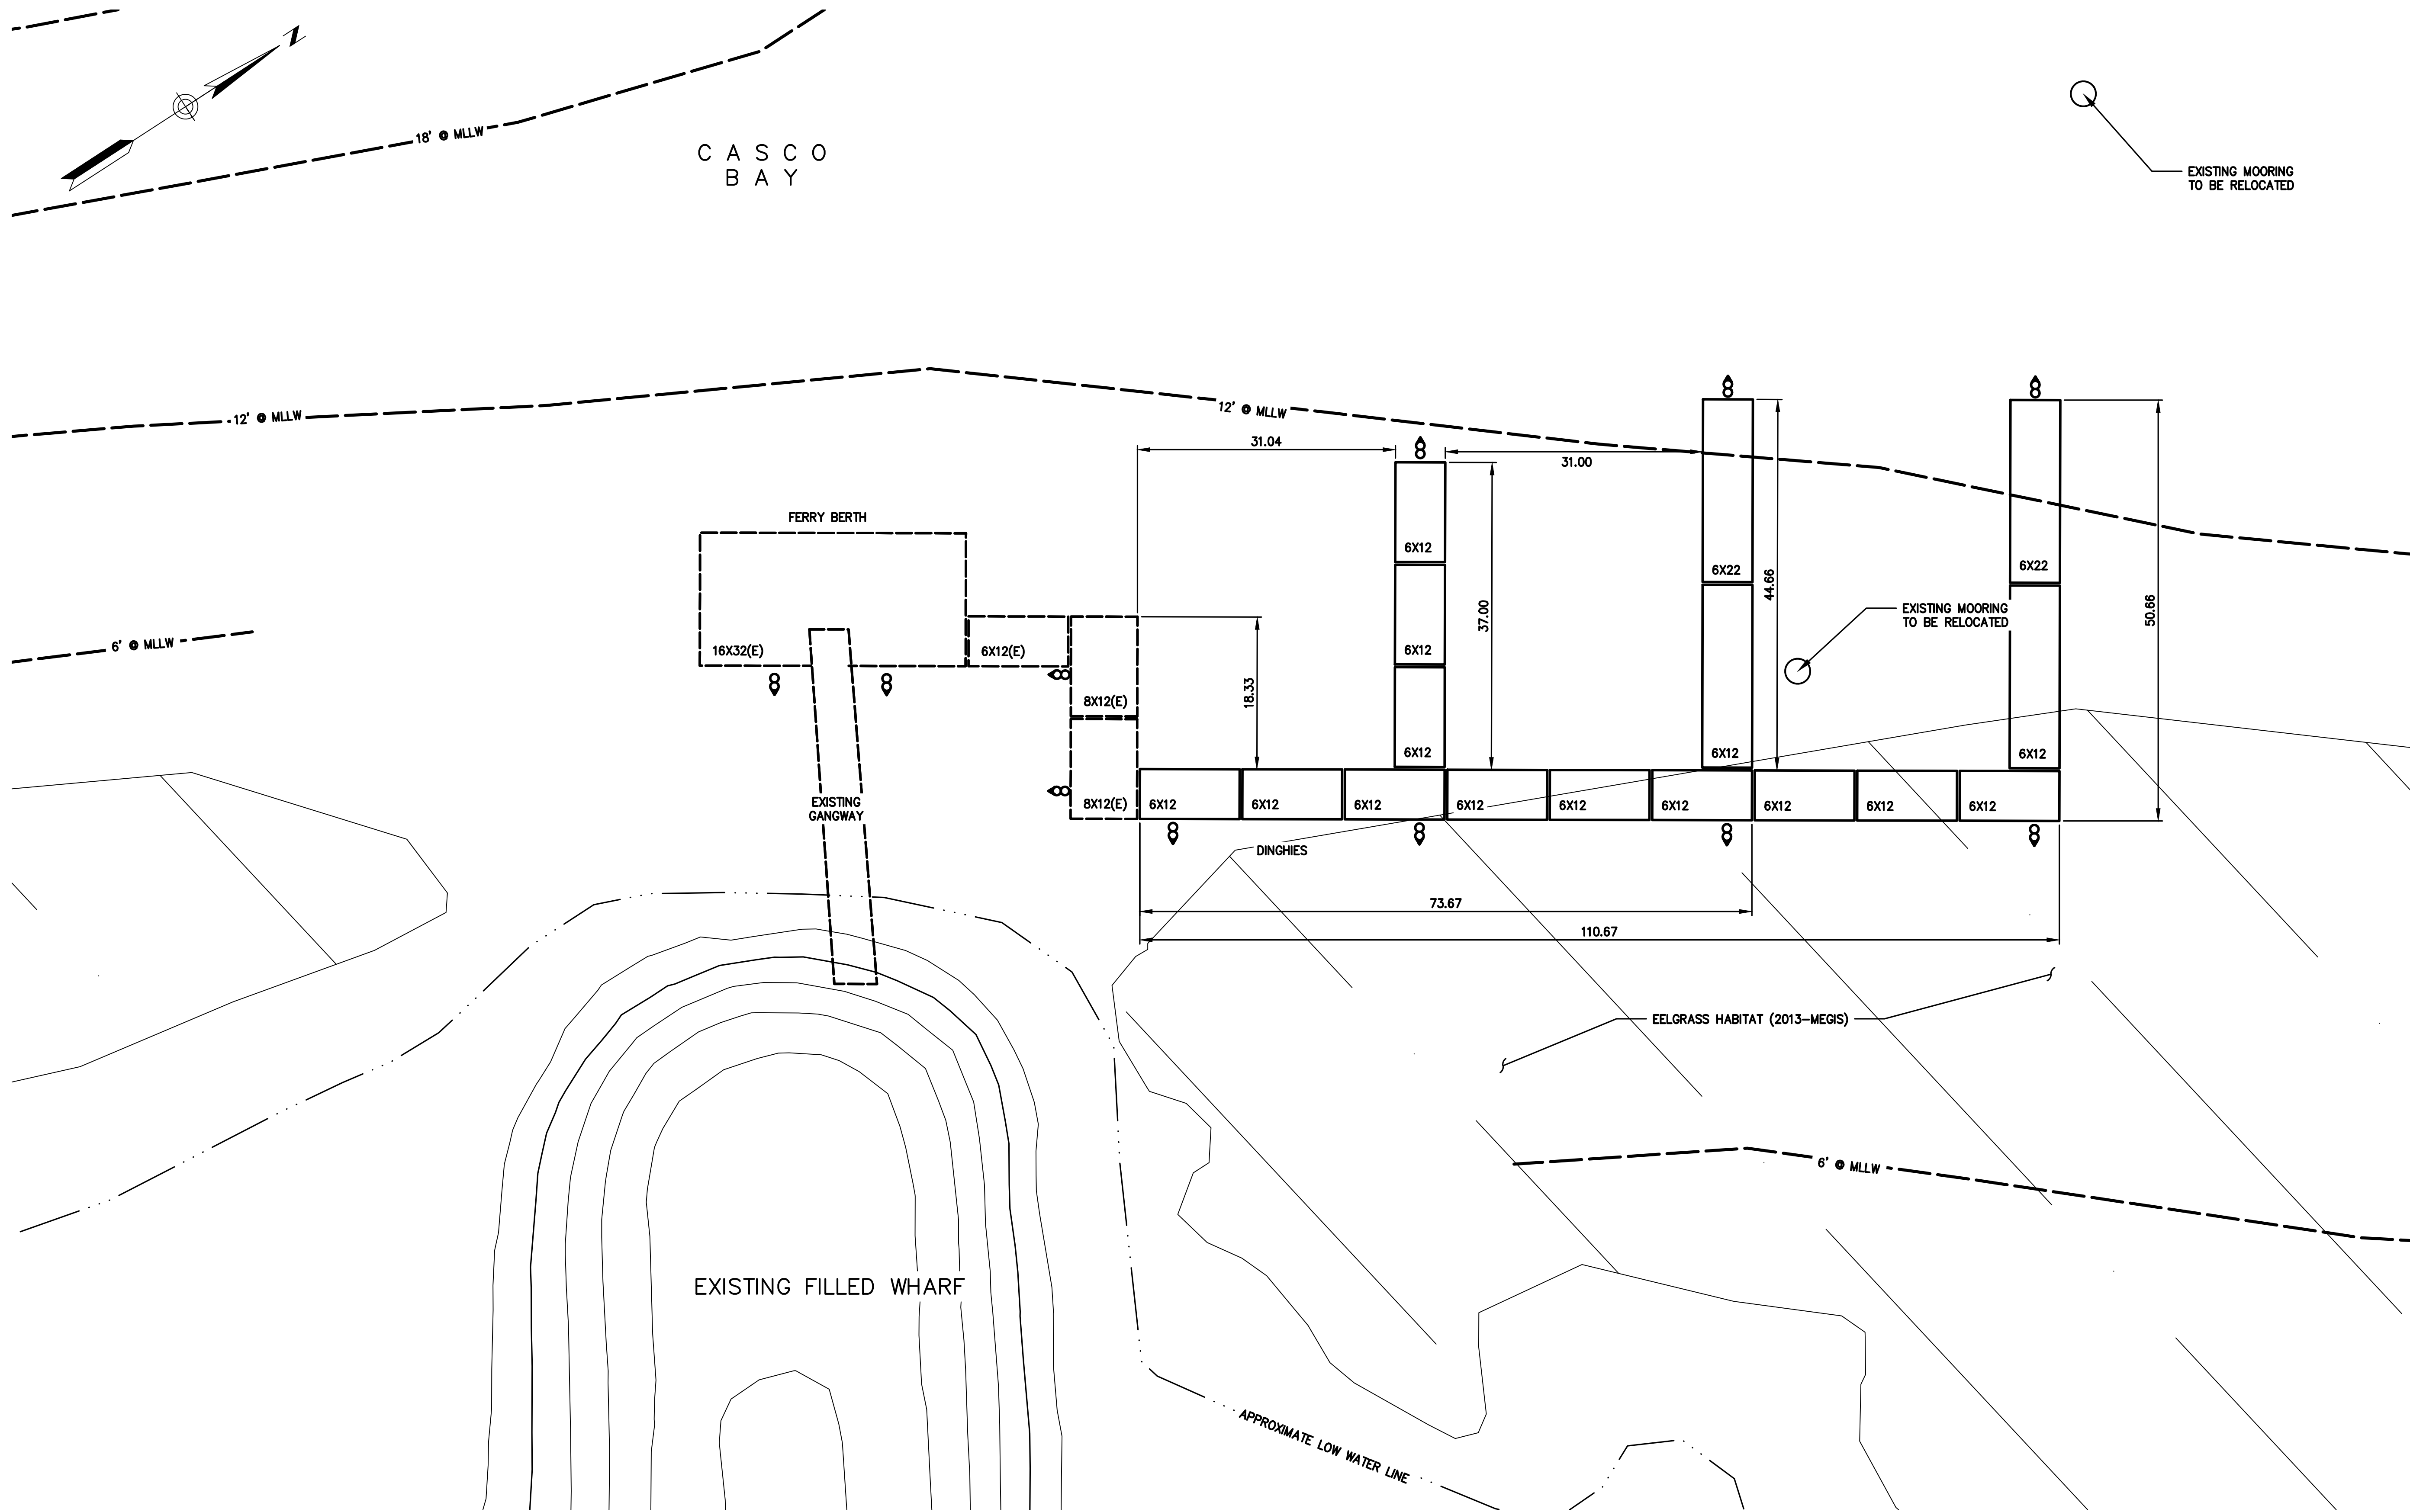 N
18' @ MLLW
CASCO
BAY
EXISTING MOORING
TO BE RELOCATED
12' @ MLLW
12' @ MLLW
31.04
31.00
FERRY BERTH
6X12
6X22
6X22
44.66
50.66
37.00
EXISTING MOORING
TO BE RELOCATED
6' @ MLLW
16X32(E)
6X12(E)
6X12
18.33
8X12(E)
6X12
6X12
6X12
EXISTING
GANGWAY
8X12(E)
6X12
6X12
6X12
6X12
6X12
6X12
6X12
6X12
6X12
DINGHIES
73.67
110.67
EELGRASS HABITAT (2013-MEGIS)
6' @ MLLW
EXISTING FILLED WHARF
APPROXIMATE LOW WATER LINE